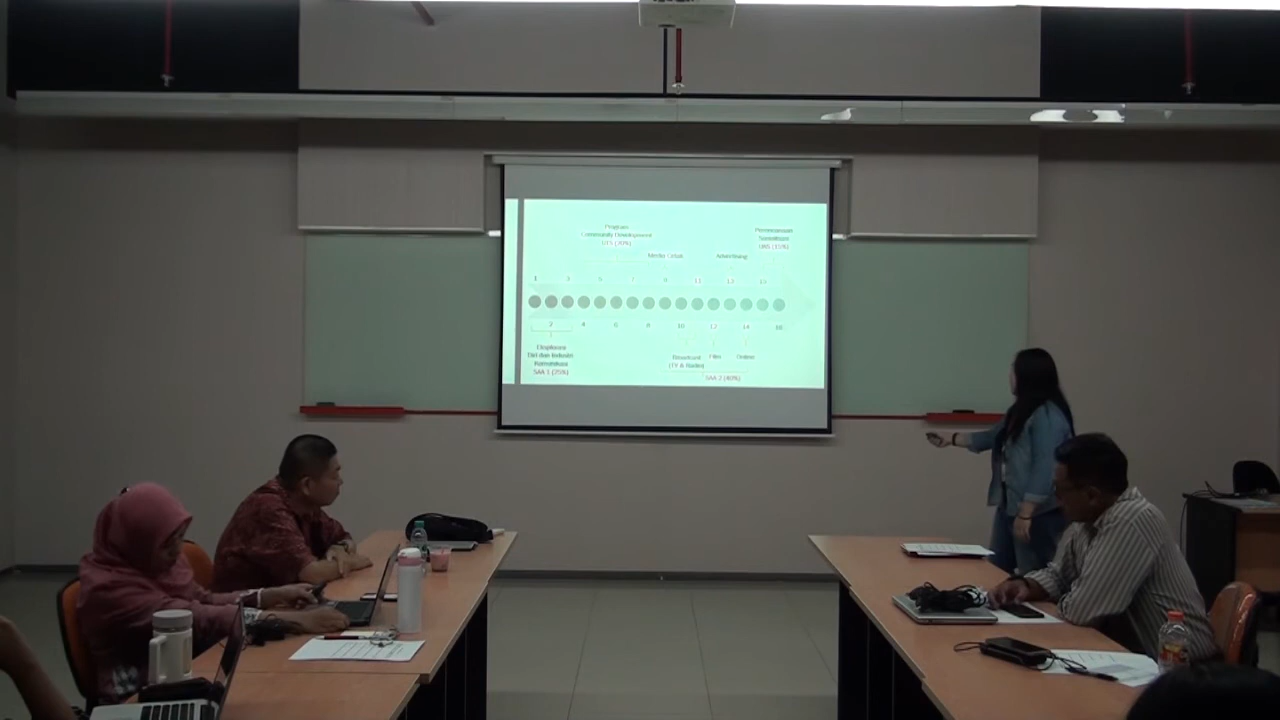 Program
Community Development
UTS (20%)
Media Cetak
Advertising
Perencanaan
Sosialisasi
UAS (15%)
1 3 5 7 9 11 13 15
2 4 6 8 10 12 14 16
Eksplorasi
Diri dan Industri
Komunikasi
SAA 1 (25%)
Broadcast
(TV & Radio)
Film
Online
SAA 2 (40%)